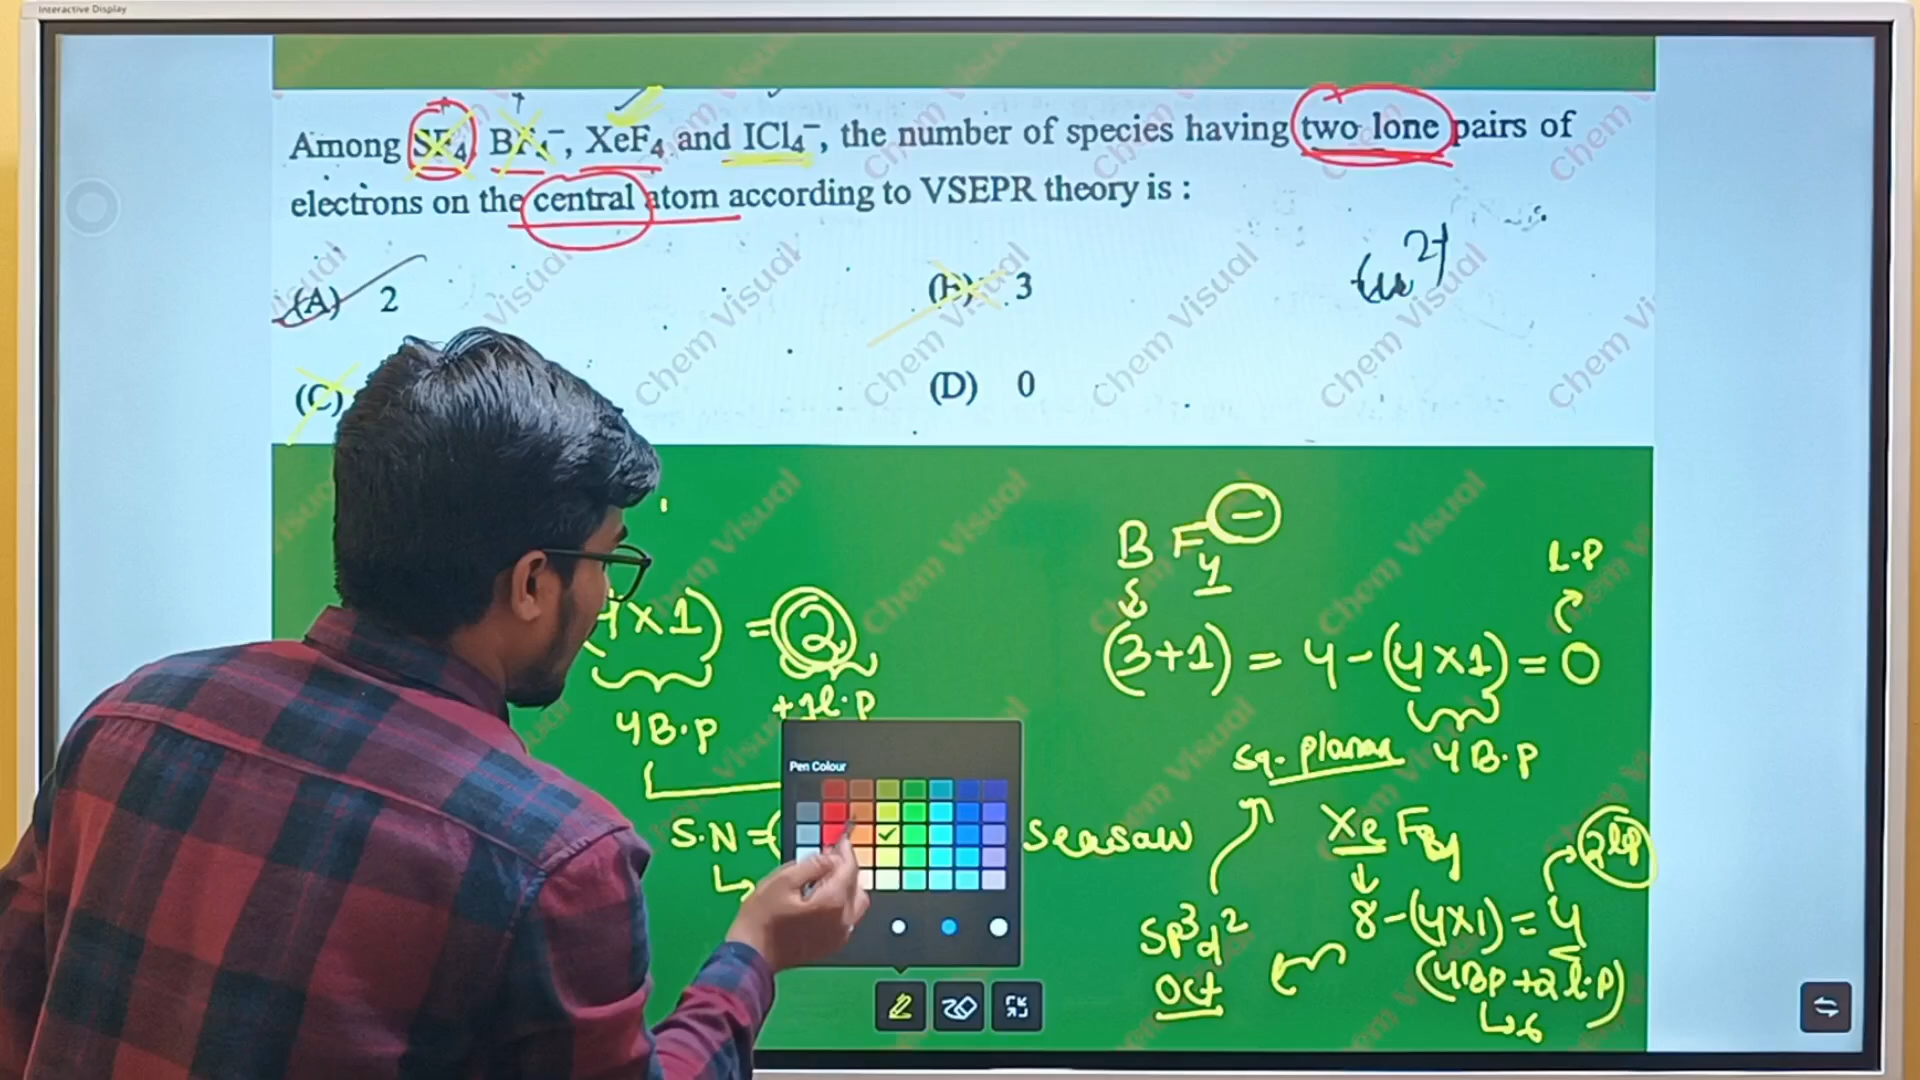 Interactive Display
Among SF₄, BF₄⁻, XeF₄ and ICl₄⁻, the number of species having two lone pairs of
electrons on the central atom according to VSEPR theory is :
(A) 2
(B) 3
(C)
(D) 0
4×1) = 2
4B.P
+1l.p
S.N =
Seasaw
BF₄⁻
L.P
(3+1) = 4-(4×1) = 0
4B.P
Sq. planar
XeF₄
2lp
8-(4×1) = 4
(4Bp+2l.p)
6
Sp³d²
Oct
Pen Colour
Chem Visual